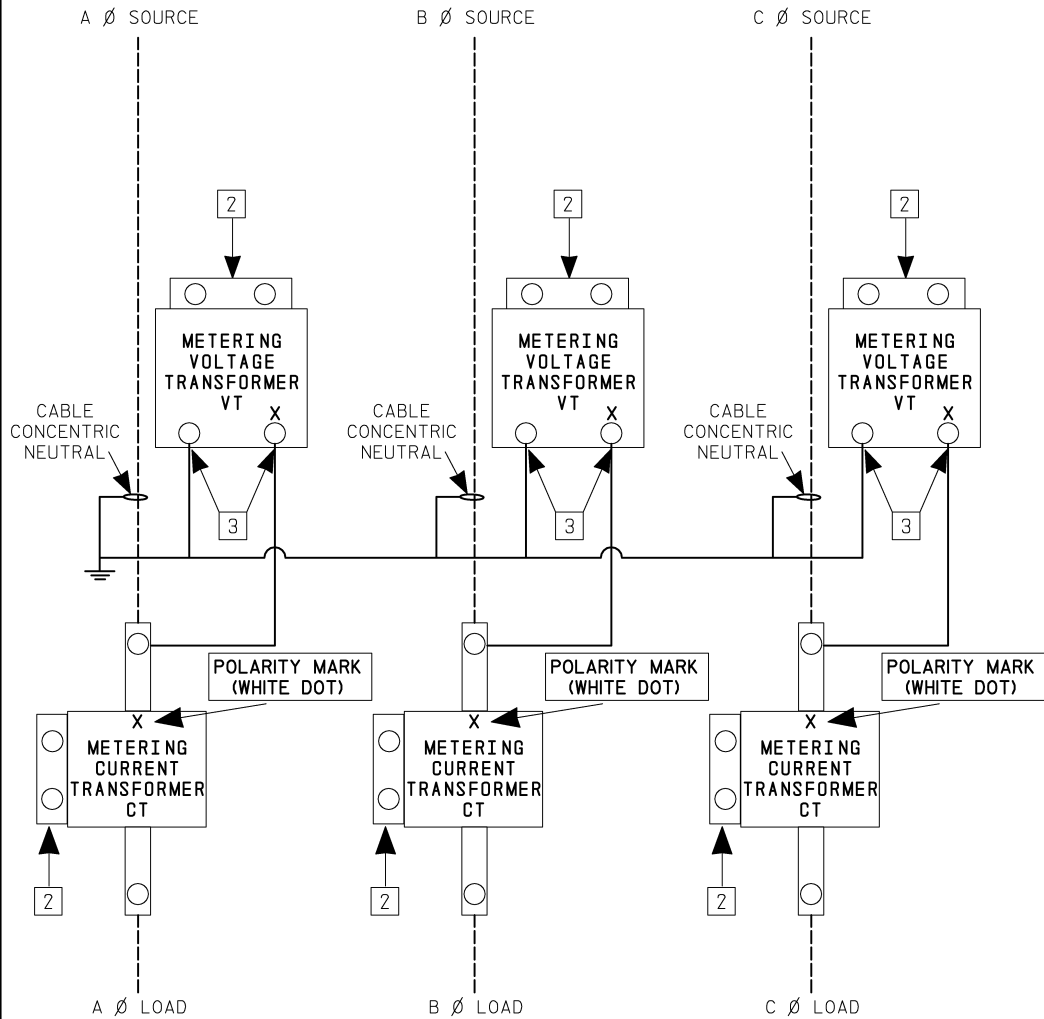 A Ø SOURCE
B Ø SOURCE
C Ø SOURCE
2
2
2
METERING
VOLTAGE
TRANSFORMER
VT
X
METERING
VOLTAGE
TRANSFORMER
VT
X
METERING
VOLTAGE
TRANSFORMER
VT
X
CABLE
CONCENTRIC
NEUTRAL
CABLE
CONCENTRIC
NEUTRAL
CABLE
CONCENTRIC
NEUTRAL
3
3
3
POLARITY MARK
(WHITE DOT)
POLARITY MARK
(WHITE DOT)
POLARITY MARK
(WHITE DOT)
X
METERING
CURRENT
TRANSFORMER
CT
X
METERING
CURRENT
TRANSFORMER
CT
X
METERING
CURRENT
TRANSFORMER
CT
2
2
2
A Ø LOAD
B Ø LOAD
C Ø LOAD